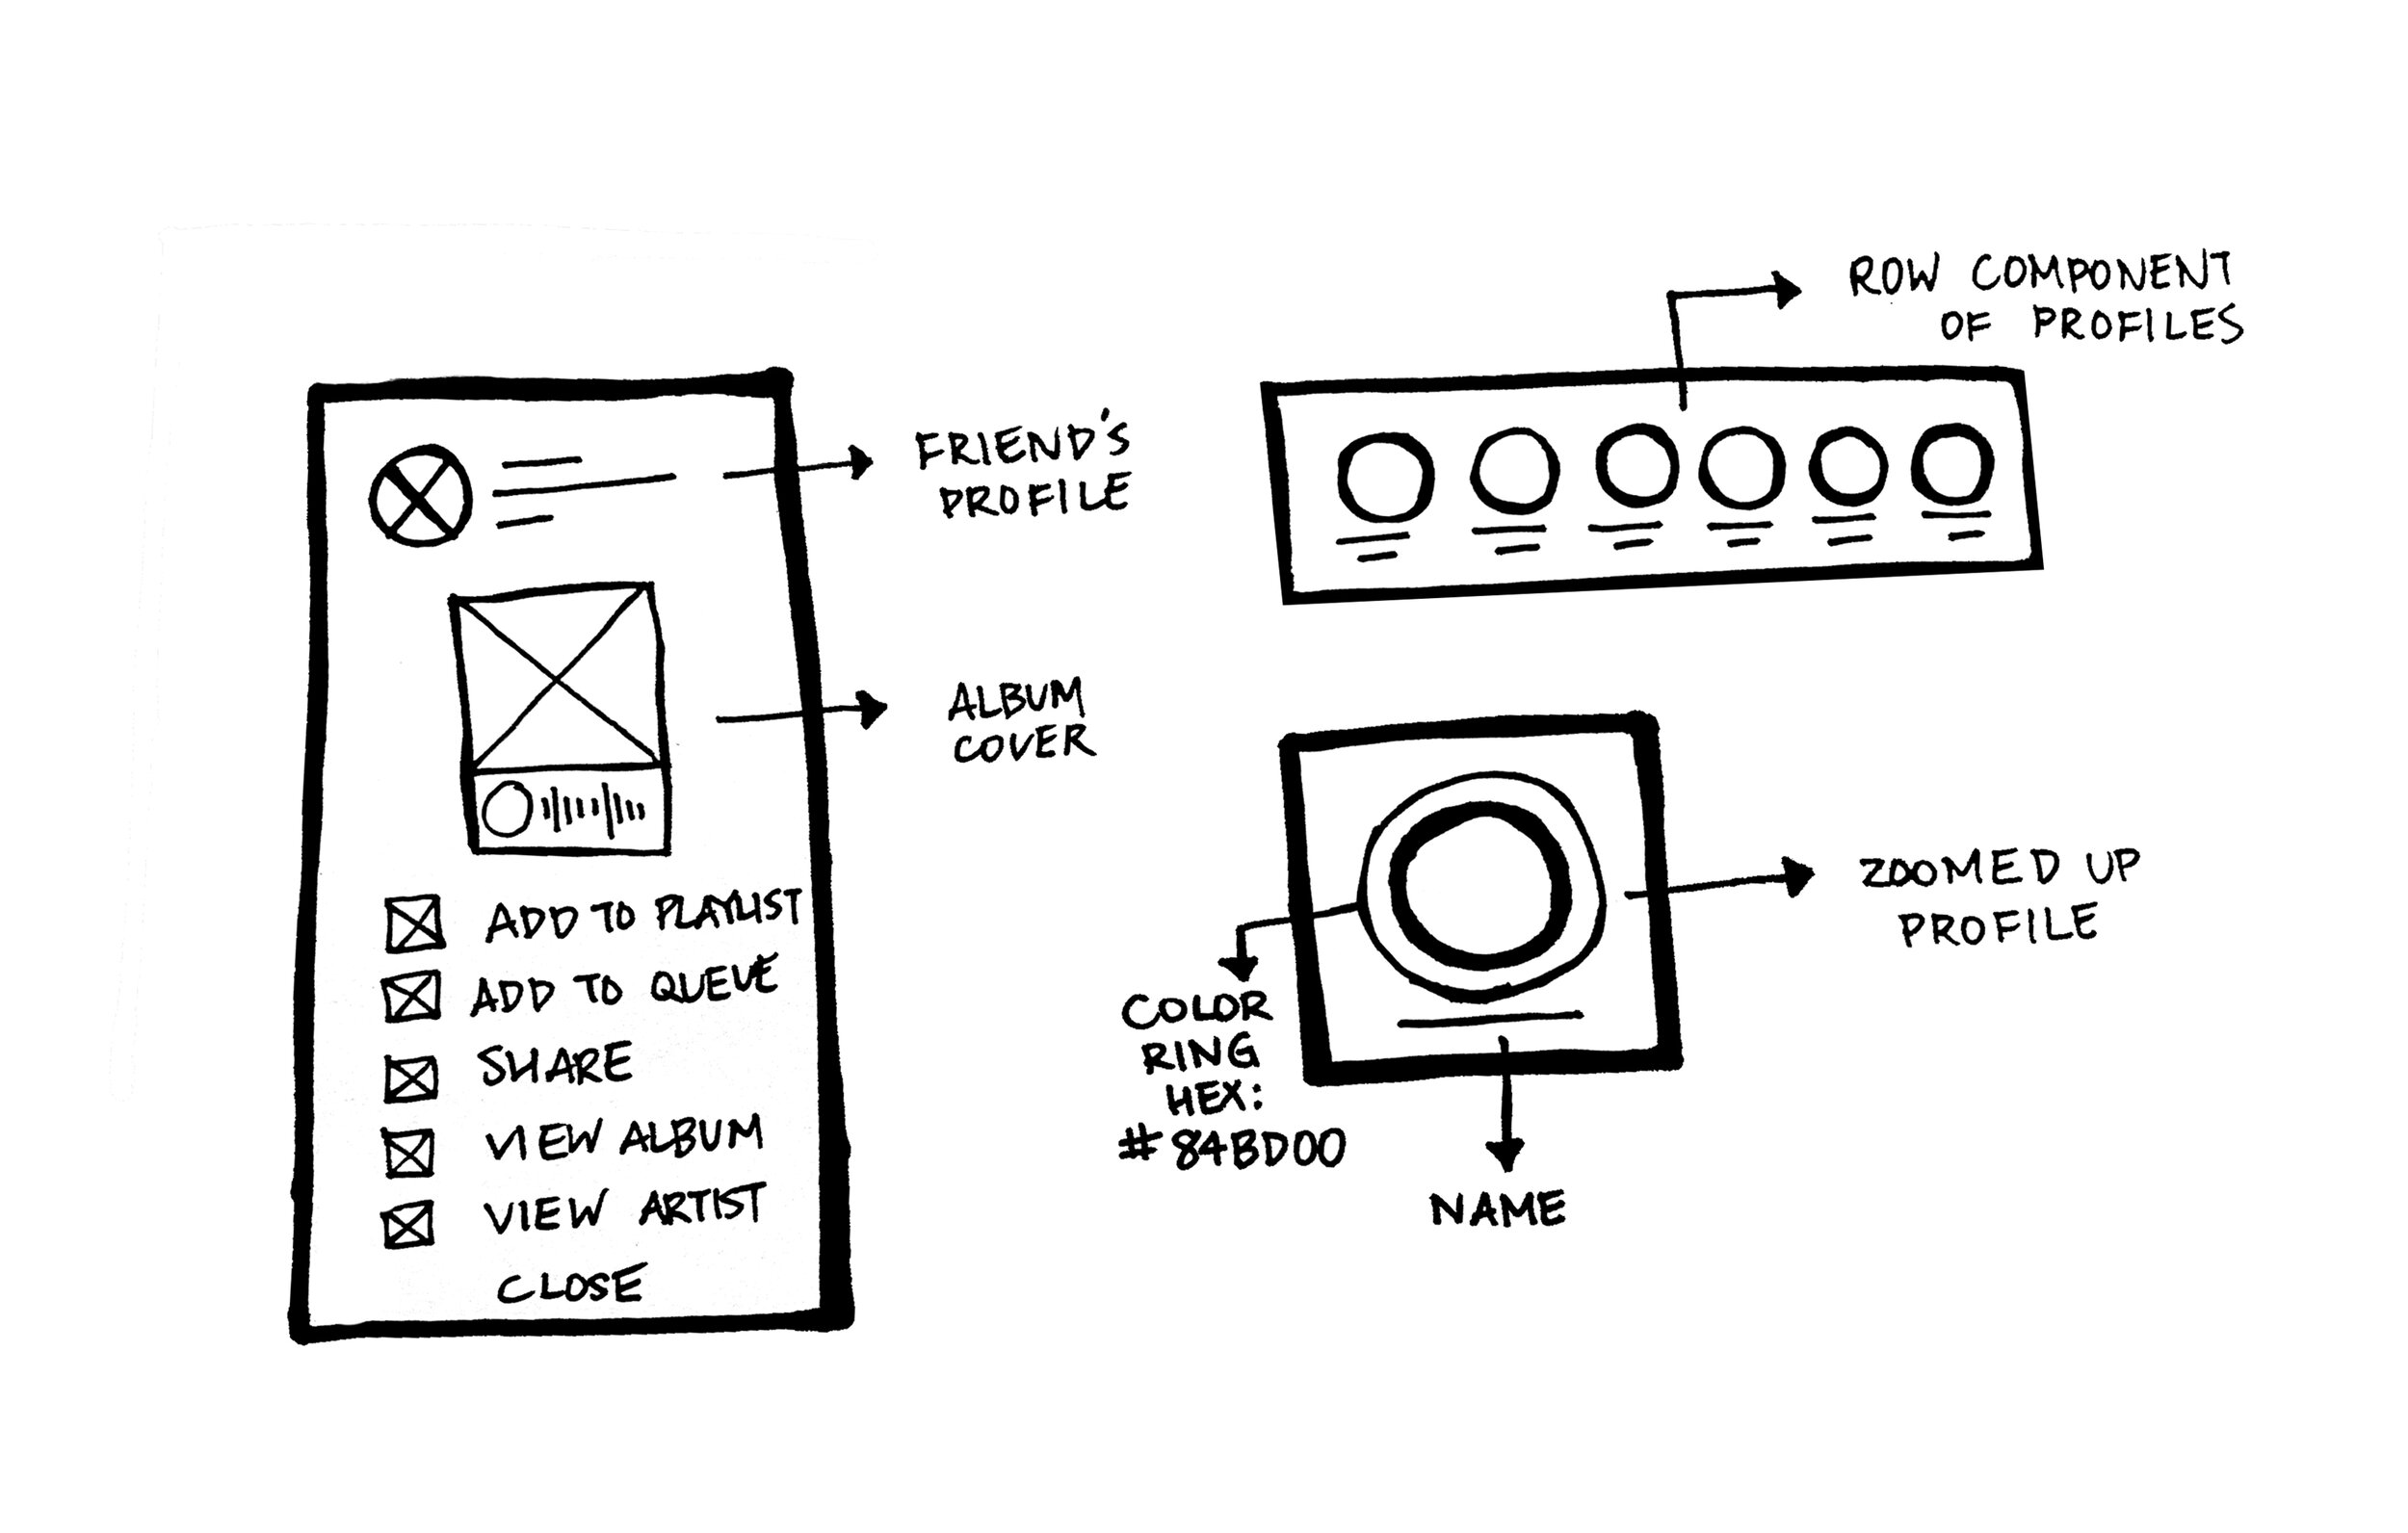 FRIEND'S
PROFILE
ALBUM
COVER
ADD TO PLAYLIST
ADD TO QUEUE
SHARE
VIEW ALBUM
VIEW ARTIST
CLOSE
ROW COMPONENT
OF PROFILES
ZOOMED UP
PROFILE
COLOR
RING
HEX:
#84BD00
NAME